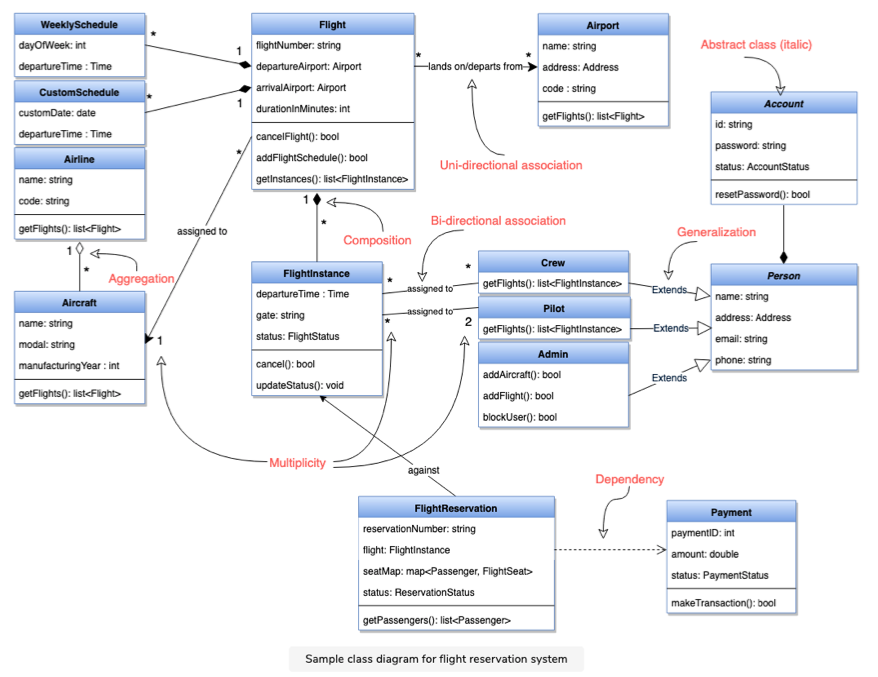 WeeklySchedule
dayOfWeek: int
departureTime : Time
CustomSchedule
customDate: date
departureTime : Time
Airline
name: string
code: string
getFlights(): list<Flight>
1
*
Aggregation
Aircraft
name: string
modal: string
manufacturingYear : int
getFlights(): list<Flight>
*
1
*
1
Flight
flightNumber: string
departureAirport: Airport
arrivalAirport: Airport
durationInMinutes: int
cancelFlight(): bool
addFlightSchedule(): bool
getInstances(): list<FlightInstance>
*
assigned to
1
*
lands on/departs from
*
Uni-directional association
Airport
name: string
address: Address
code : string
getFlights(): list<Flight>
Abstract class (italic)
Account
id: string
password: string
status: AccountStatus
resetPassword(): bool
1
*
Composition
Bi-directional association
Generalization
FlightInstance
departureTime : Time
gate: string
status: FlightStatus
cancel(): bool
updateStatus(): void
*
assigned to
*
*
assigned to
2
Crew
getFlights(): list<FlightInstance>
Pilot
getFlights(): list<FlightInstance>
Admin
addAircraft(): bool
addFlight(): bool
blockUser(): bool
Extends
Extends
Extends
Person
name: string
address: Address
email: string
phone: string
Multiplicity
against
FlightReservation
reservationNumber: string
flight: FlightInstance
seatMap: map<Passenger, FlightSeat>
status: ReservationStatus
getPassengers(): list<Passenger>
Dependency
Payment
paymentID: int
amount: double
status: PaymentStatus
makeTransaction(): bool
Sample class diagram for flight reservation system